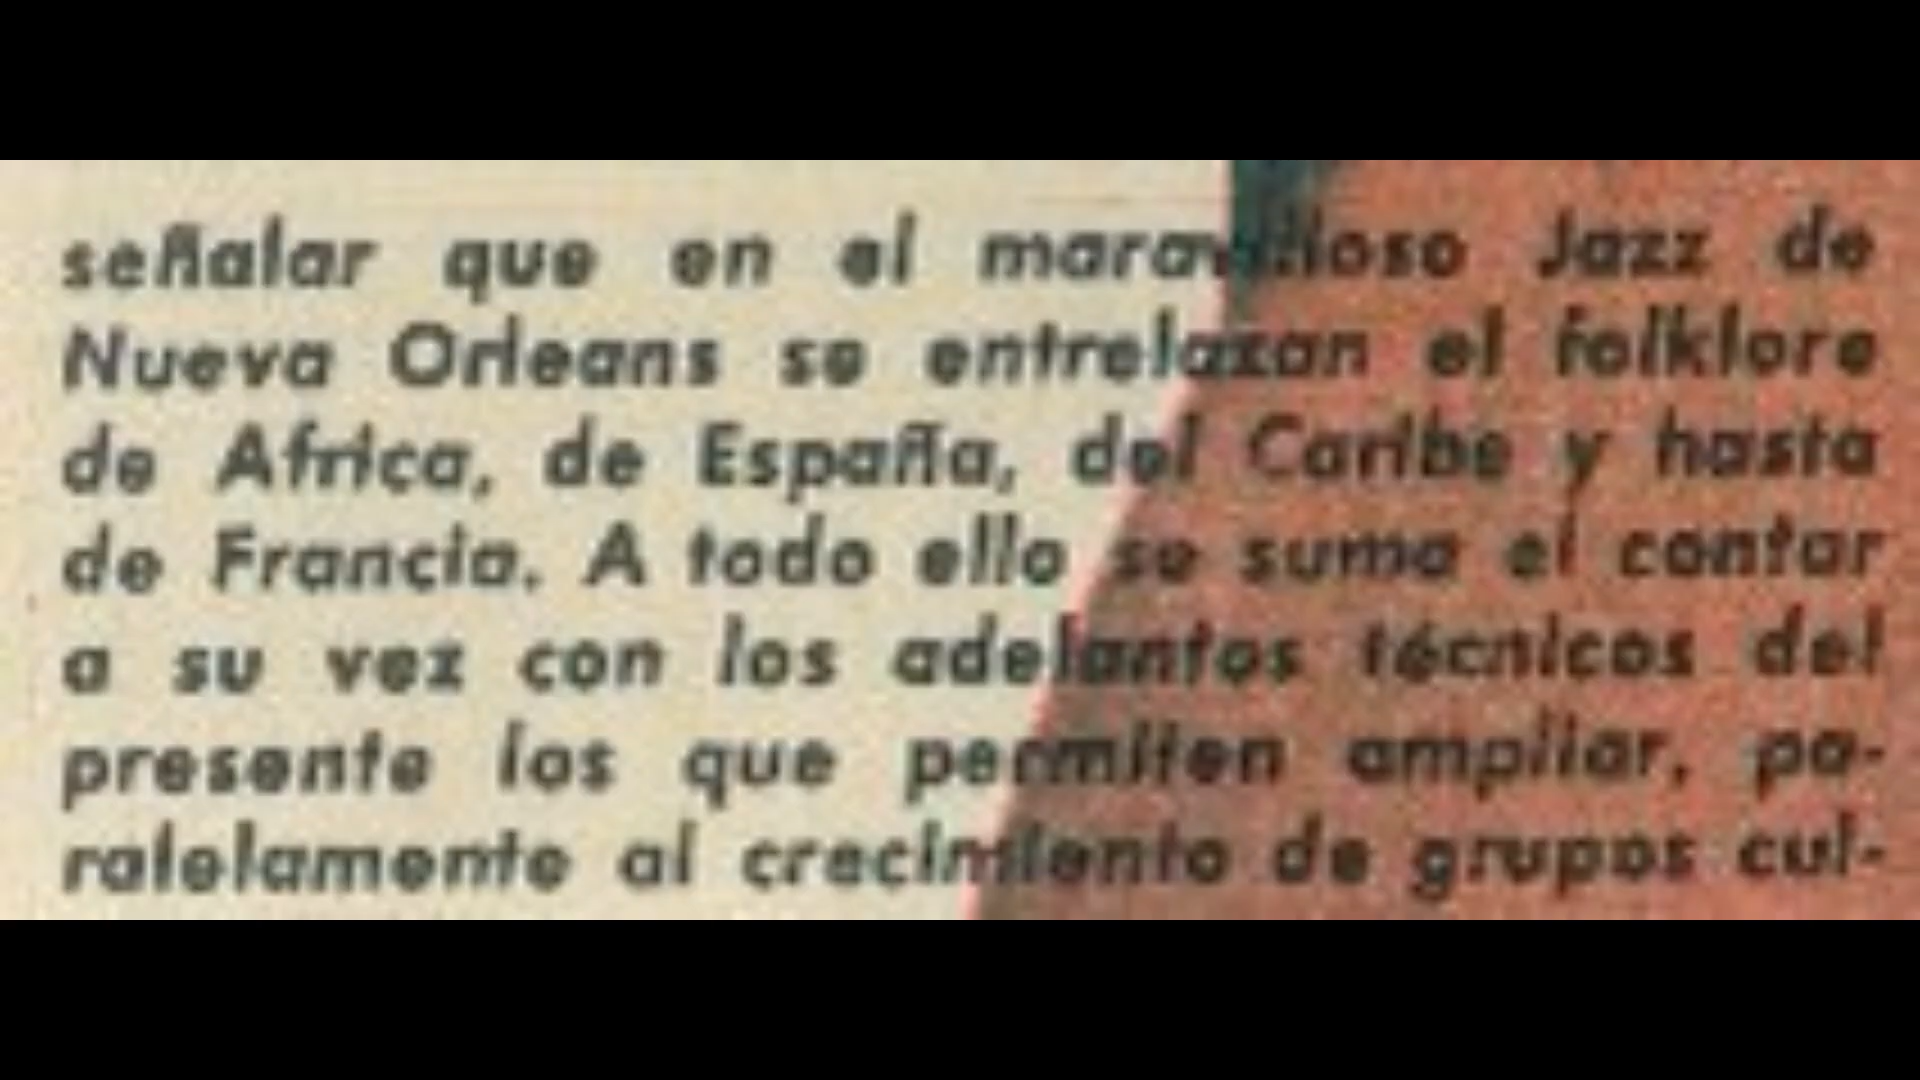 señalar que en el maravilloso Jazz de
Nueva Orleans se entrelazan el folklore
de Africa, de España, del Caribe y hasta
de Francia. A todo ello se suma el contar
a su vez con los adelantos técnicos del
presente los que permiten ampliar, pa-
ralelamente al crecimiento de grupos cul-